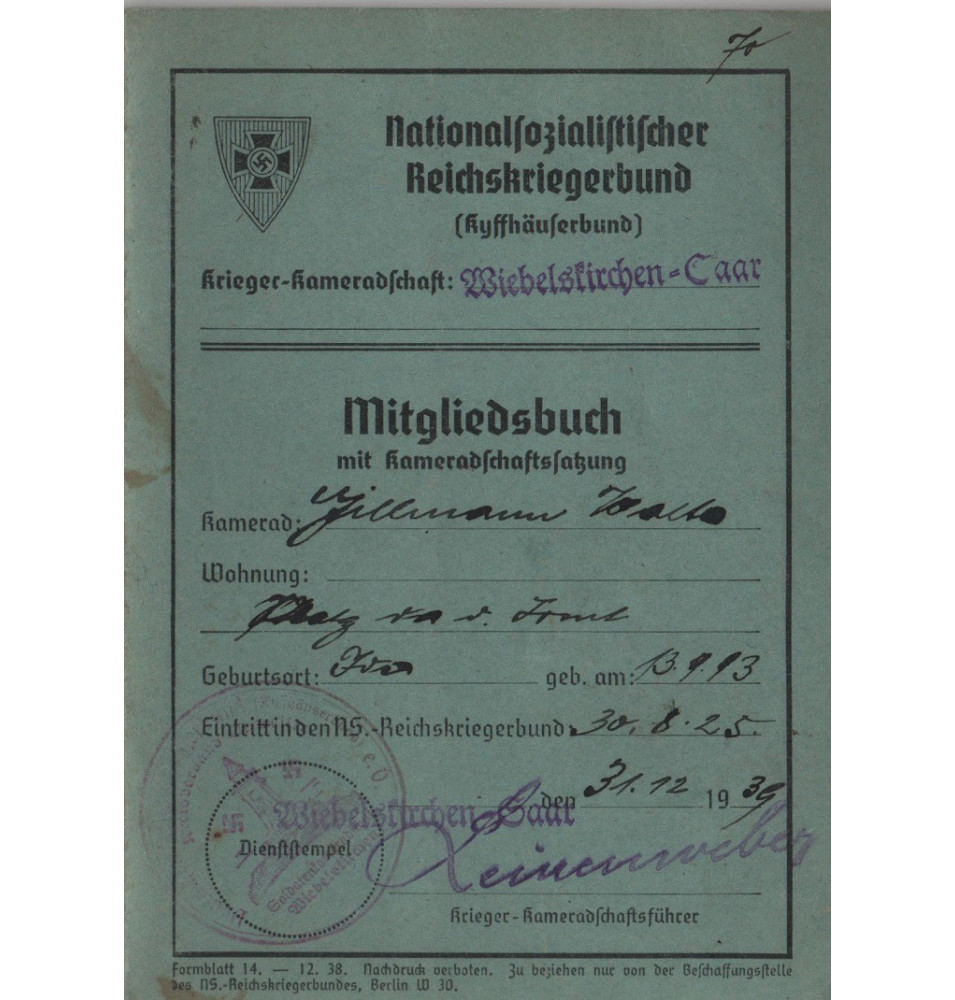 70
Nationalsozialistischer
Reichskriegerbund
(Kyffhäuserbund)
Krieger-Kameradschaft: Wiebelskirchen-Saar
Mitgliedsbuch
mit Kameradschaftssatzung
Kamerad:
Wohnung:
Geburtsort: geb. am: 13.9.93
Eintritt in den NS.-Reichskriegerbund: 30.8.25.
Wiebelskirchen-Saar den 31.12 1939
Dienststempel
Leinenweber
Krieger-Kameradschaftsführer
Formblatt 14. — 12. 38. Nachdruck verboten. Zu beziehen nur von der Beschaffungsstelle
des NS.-Reichskriegerbundes, Berlin W 30.